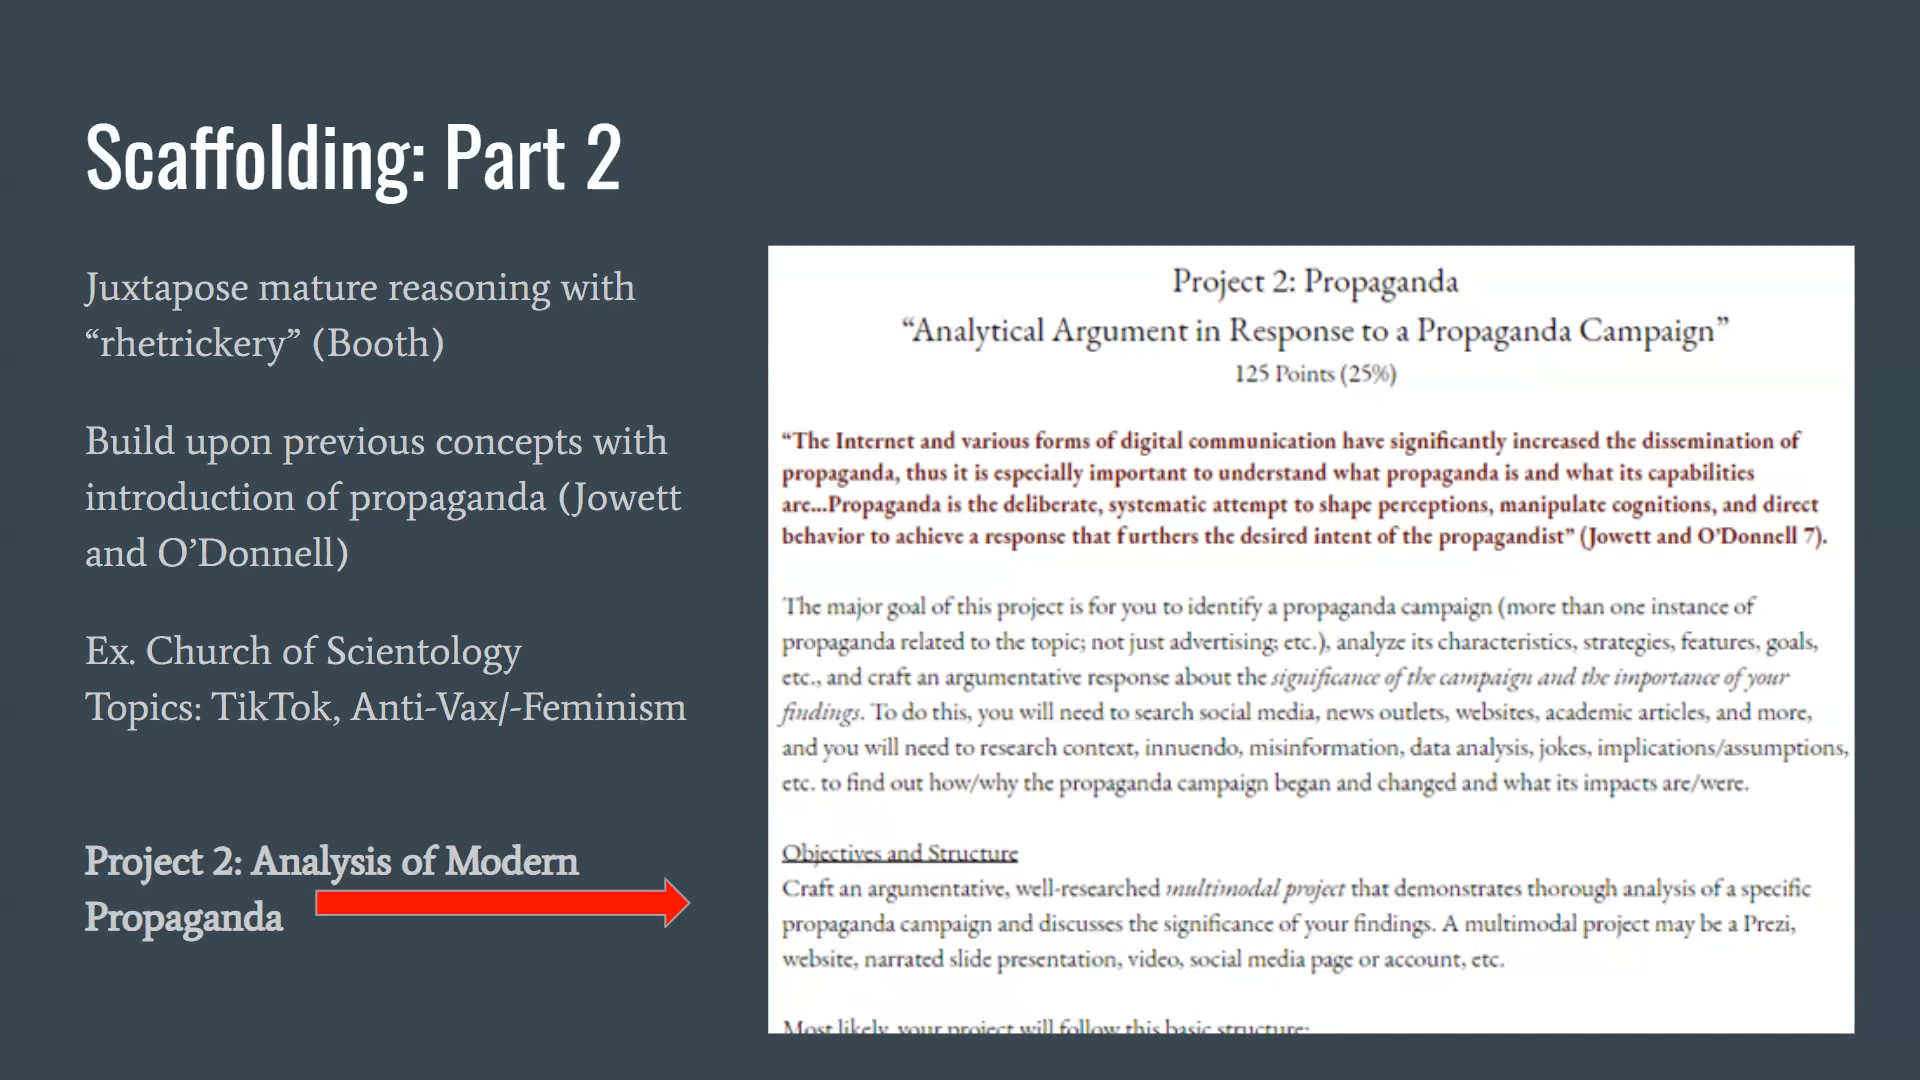 Scaffolding: Part 2
Juxtapose mature reasoning with
“rhetrickery” (Booth)
Build upon previous concepts with
introduction of propaganda (Jowett
and O’Donnell)
Ex. Church of Scientology
Topics: TikTok, Anti-Vax/-Feminism
Project 2: Analysis of Modern
Propaganda
Project 2: Propaganda
“Analytical Argument in Response to a Propaganda Campaign”
125 Points (25%)
“The Internet and various forms of digital communication have significantly increased the dissemination of
propaganda, thus it is especially important to understand what propaganda is and what its capabilities
are...Propaganda is the deliberate, systematic attempt to shape perceptions, manipulate cognitions, and direct
behavior to achieve a response that furthers the desired intent of the propagandist” (Jowett and O’Donnell 7).
The major goal of this project is for you to identify a propaganda campaign (more than one instance of
propaganda related to the topic; not just advertising; etc.), analyze its characteristics, strategies, features, goals,
etc., and craft an argumentative response about the significance of the campaign and the importance of your
findings. To do this, you will need to search social media, news outlets, websites, academic articles, and more,
and you will need to research context, innuendo, misinformation, data analysis, jokes, implications/assumptions,
etc. to find out how/why the propaganda campaign began and changed and what its impacts are/were.
Objectives and Structure
Craft an argumentative, well-researched multimodal project that demonstrates thorough analysis of a specific
propaganda campaign and discusses the significance of your findings. A multimodal project may be a Prezi,
website, narrated slide presentation, video, social media page or account, etc.
Most likely, your project will follow this basic structure: